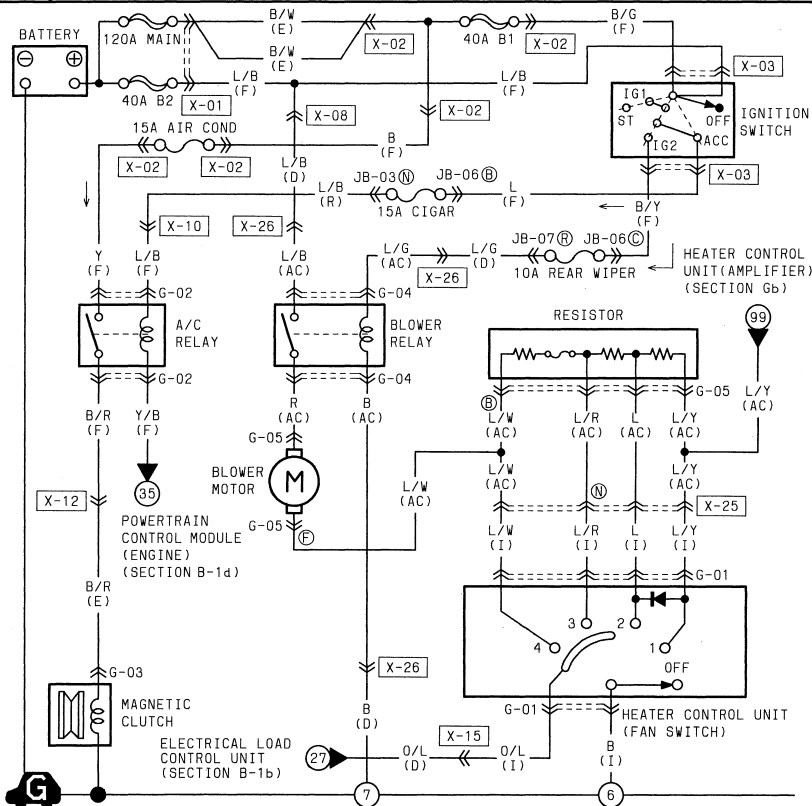 BATTERY
120A MAIN
B/W
(E)
B/W
(E)
X-02
40A B1
X-02
B/G
(F)
X-03
40A B2
X-01
L/B
(F)
L/B
(F)
X-08
X-02
IG1
ST
OFF
IG2
ACC
IGNITION
SWITCH
15A AIR COND
X-02
X-02
B
(F)
L/B
(D)
X-03
L/B
(R)
JB-03 N
JB-06 B
15A CIGAR
L
(F)
B/Y
(F)
X-10
X-26
Y
(F)
L/B
(F)
L/B
(AC)
L/G
(AC)
X-26
L/G
(D)
JB-07 R
JB-06 C
10A REAR WIPER
HEATER CONTROL
UNIT(AMPLIFIER)
(SECTION Gb)
G-02
G-04
A/C
RELAY
BLOWER
RELAY
RESISTOR
99
G-02
G-04
G-05
B/R
(F)
Y/B
(F)
R
(AC)
B
(AC)
B
L/W
(AC)
L/R
(AC)
L
(AC)
L/Y
(AC)
L/Y
(AC)
G-05
BLOWER
MOTOR
M
L/W
(AC)
L/W
(AC)
L/Y
(AC)
35
X-12
N
X-25
G-05
F
POWERTRAIN
CONTROL MODULE
(ENGINE)
(SECTION B-1d)
L/W
(I)
L/R
(I)
L
(I)
L/Y
(I)
G-01
B/R
(E)
4
3
2
1
OFF
G-03
MAGNETIC
CLUTCH
X-26
G-01
HEATER CONTROL UNIT
(FAN SWITCH)
B
(D)
ELECTRICAL LOAD
CONTROL UNIT
(SECTION B-1b)
27
O/L
(D)
X-15
O/L
(I)
B
(I)
G
7
6